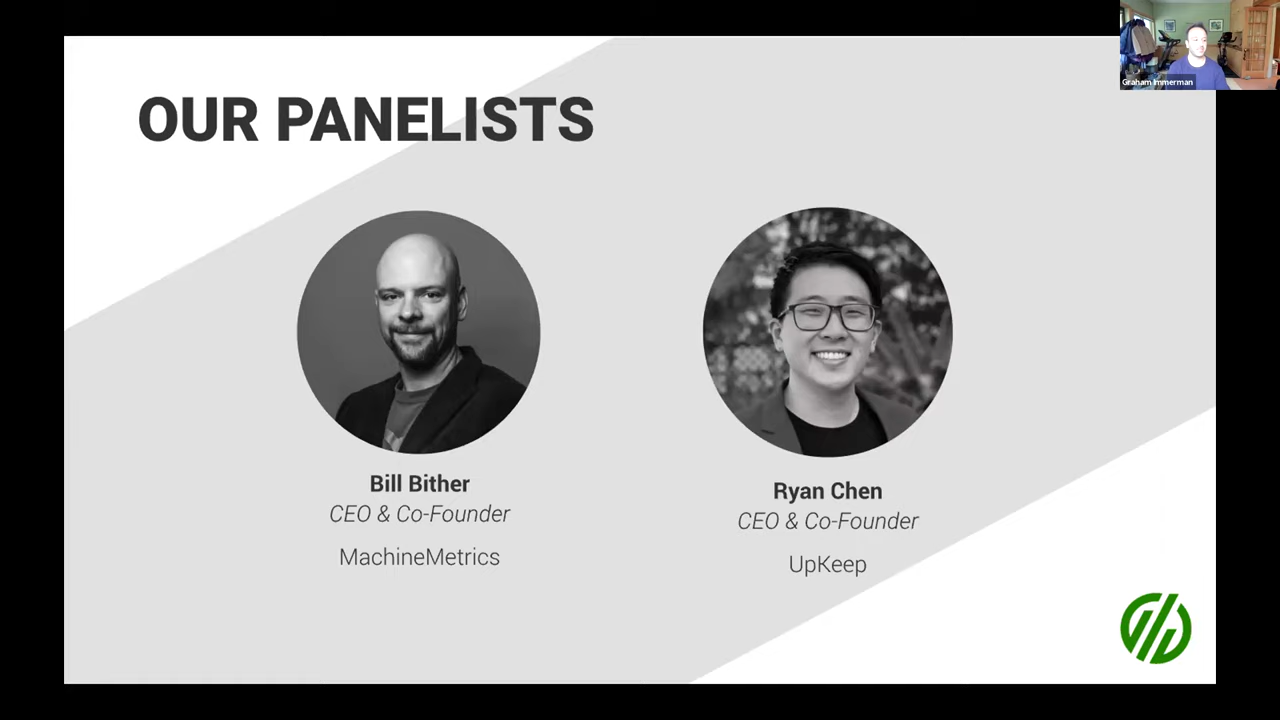 Graham Immerman
OUR PANELISTS
Bill Bither
CEO & Co-Founder
MachineMetrics
Ryan Chen
CEO & Co-Founder
UpKeep